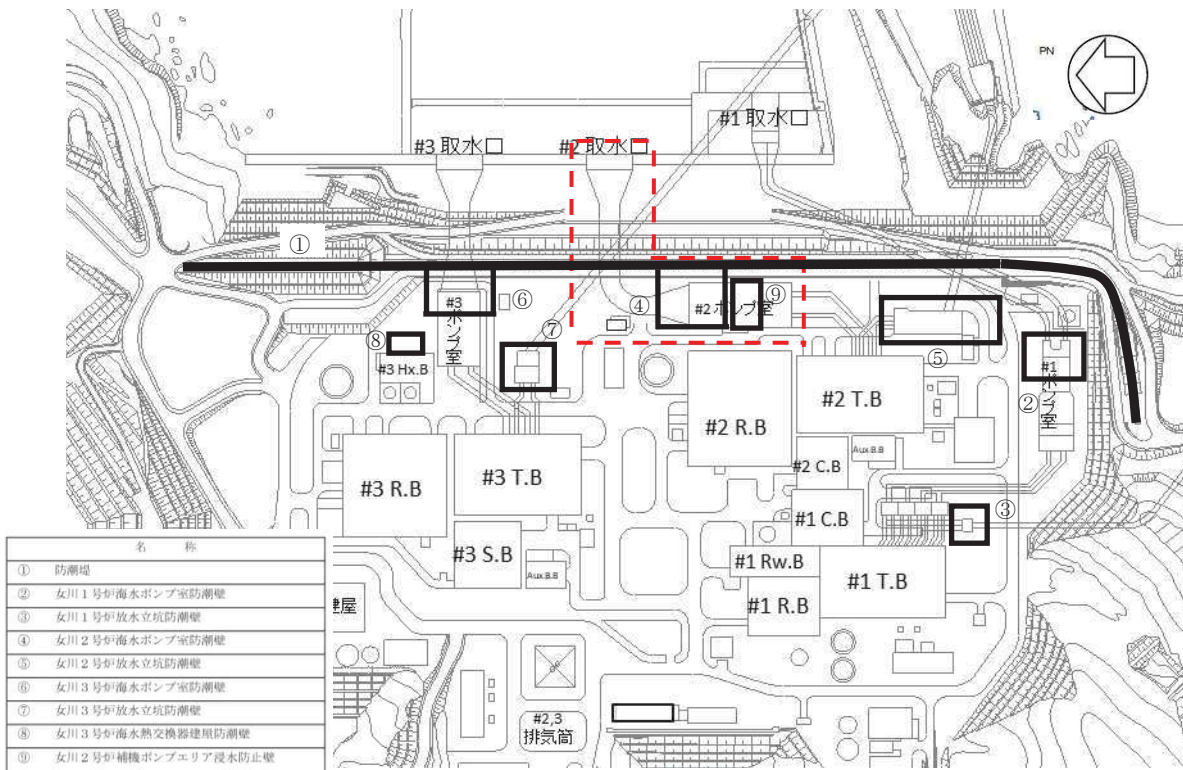 PN
#1 取水口
#3 取水口
#2 取水口
①
⑥
④
⑨
#3 ポンプ室
#2 ポンプ室
⑦
⑧
⑤
#3 Hx.B
#1 ポンプ室
②
#2 T.B
#2 R.B
Aux.B.B
#2 C.B
#3 T.B
#3 R.B
#1 C.B
③
#3 S.B
#1 Rw.B
#1 T.B
Aux.B.B
#1 R.B
建屋
#2,3
排気筒
名 称
① 防潮堤
② 女川1号炉海水ポンプ室防潮壁
③ 女川1号炉放水立坑防潮壁
④ 女川2号炉海水ポンプ室防潮壁
⑤ 女川2号炉放水立坑防潮壁
⑥ 女川3号炉海水ポンプ室防潮壁
⑦ 女川3号炉放水立坑防潮壁
⑧ 女川3号炉海水熱交換器建屋防潮壁
⑨ 女川2号炉補機ポンプエリア浸水防止壁